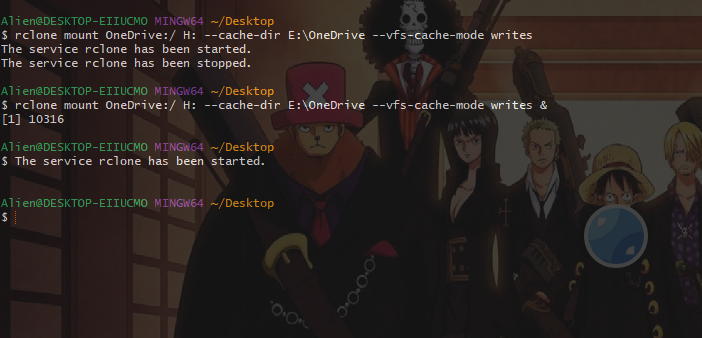 Alien@DESKTOP-EIIUCMO MINGW64 ~/Desktop
$ rclone mount OneDrive:/ H: --cache-dir E:\OneDrive --vfs-cache-mode writes
The service rclone has been started.
The service rclone has been stopped.
Alien@DESKTOP-EIIUCMO MINGW64 ~/Desktop
$ rclone mount OneDrive:/ H: --cache-dir E:\OneDrive --vfs-cache-mode writes &
[1] 10316
Alien@DESKTOP-EIIUCMO MINGW64 ~/Desktop
$ The service rclone has been started.
Alien@DESKTOP-EIIUCMO MINGW64 ~/Desktop
$